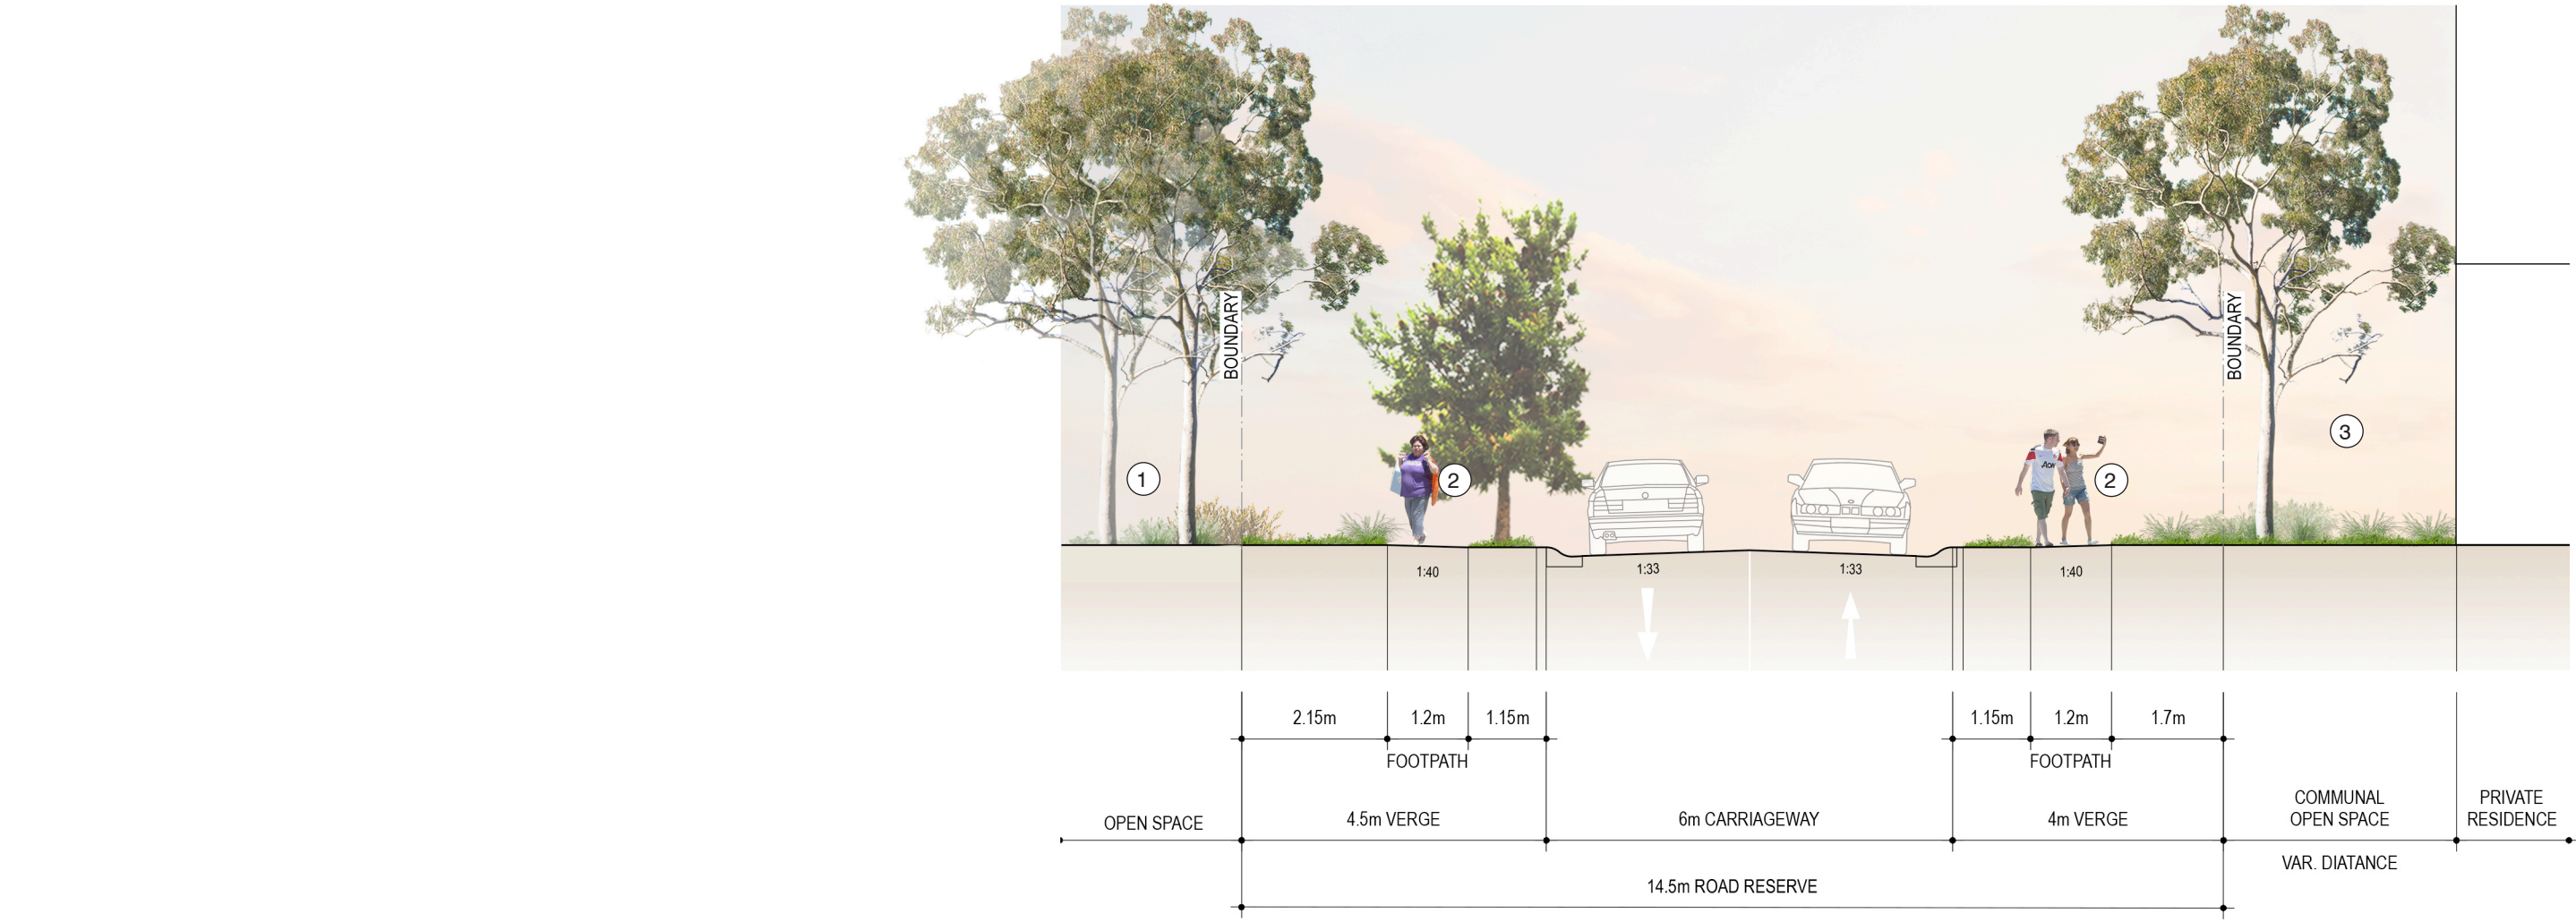 BOUNDARY
BOUNDARY
1
2
2
3
AON
1:40
1:33
1:33
1:40
2.15m
1.2m
1.15m
1.15m
1.2m
1.7m
FOOTPATH
FOOTPATH
OPEN SPACE
4.5m VERGE
6m CARRIAGEWAY
4m VERGE
COMMUNAL
OPEN SPACE
PRIVATE
RESIDENCE
VAR. DIATANCE
14.5m ROAD RESERVE